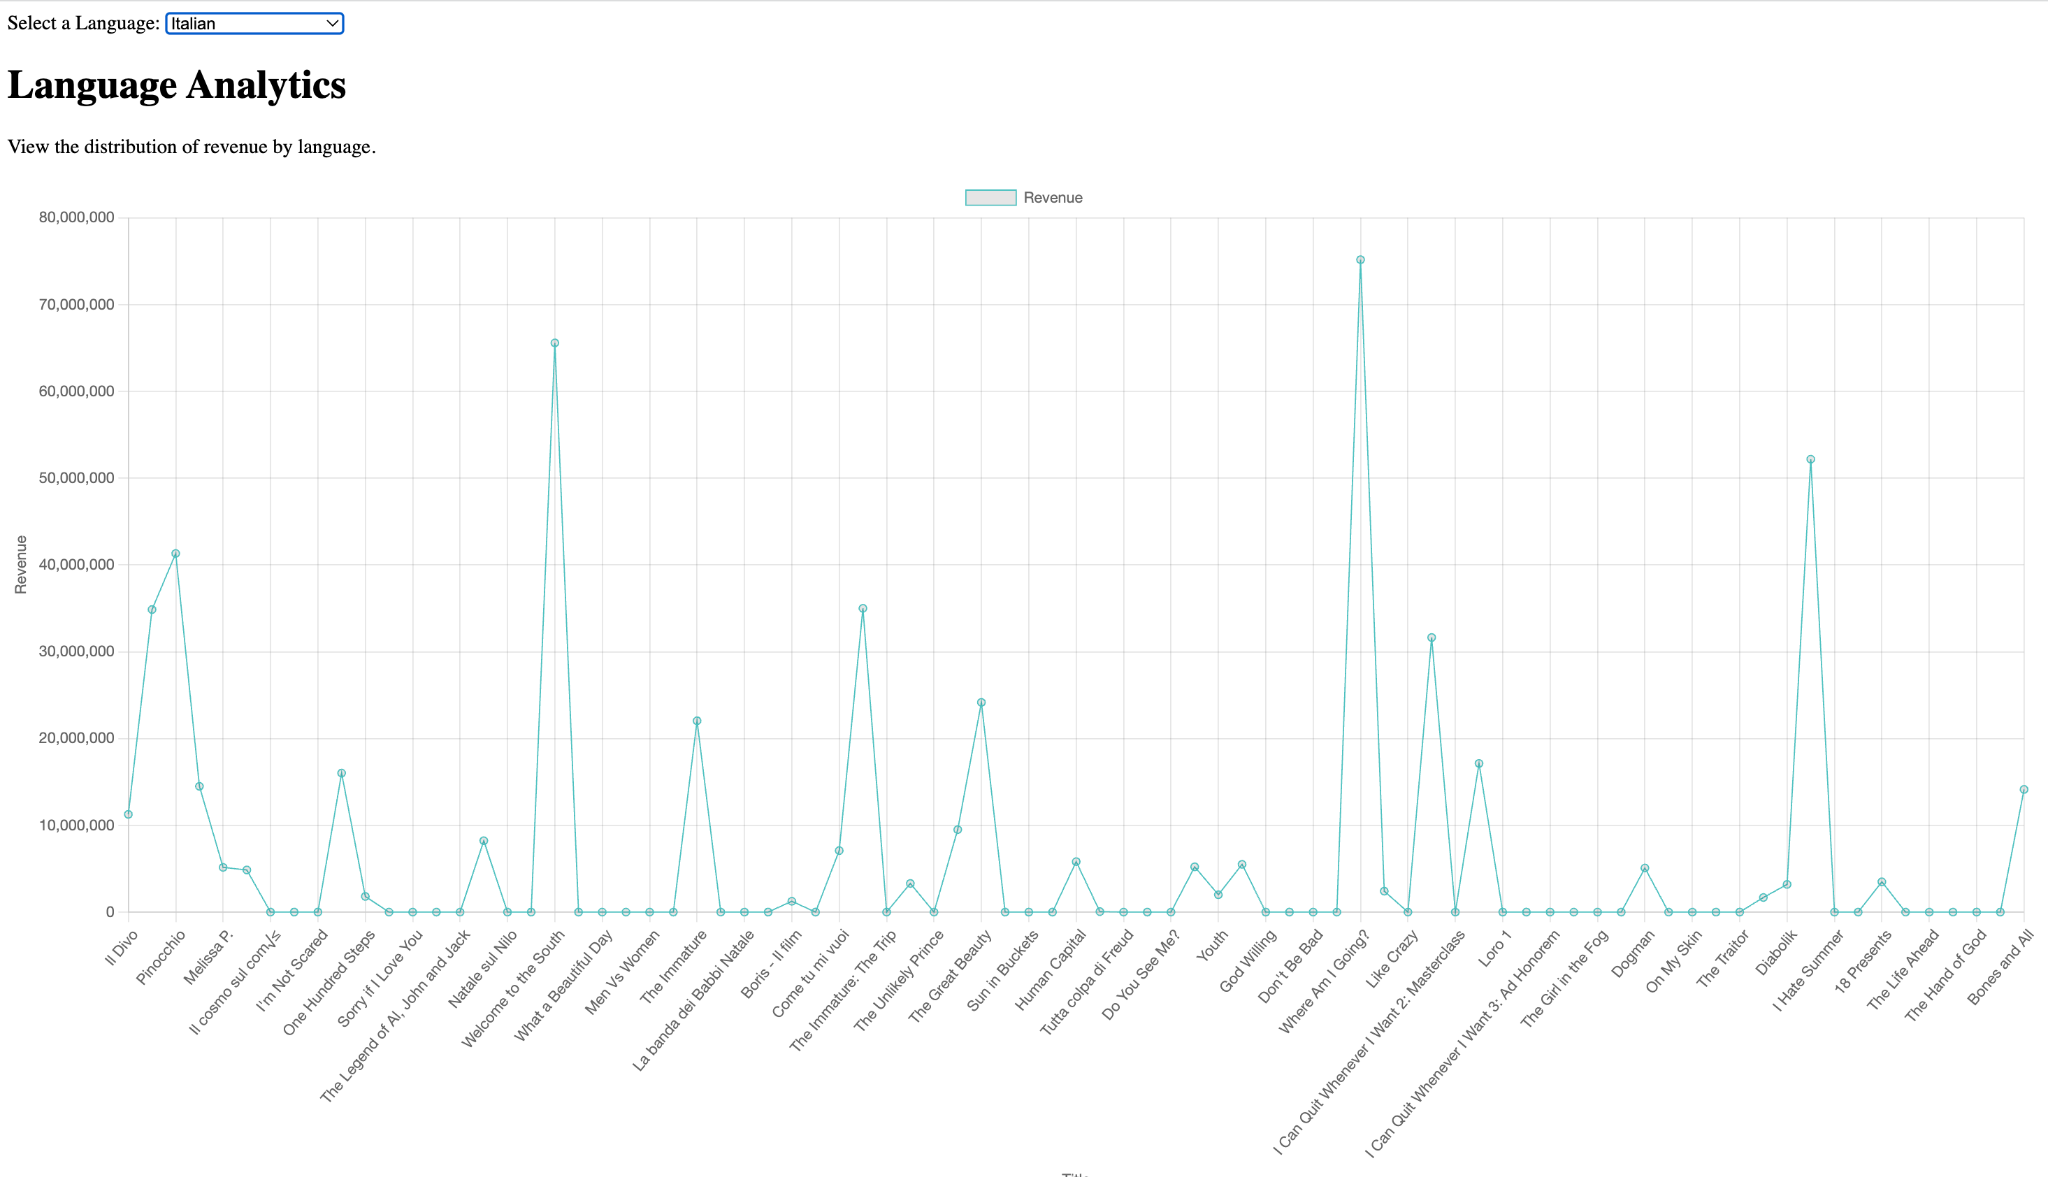 Select a Language: Italian
Language Analytics
View the distribution of revenue by language.
Revenue
80,000,000
70,000,000
60,000,000
50,000,000
40,000,000
30,000,000
20,000,000
10,000,000
0
Revenue
Il Divo
Pinocchio
Melissa P.
I'm Not Scared
One Hundred Steps
Sorry if I Love You
The Legend of Al, John and Jack
Natale sul Nilo
Welcome to the South
What a Beautiful Day
Men Vs Women
The Immature
La banda dei Babbi Natale
Boris - Il film
Come tu mi vuoi
The Immature: The Trip
The Unlikely Prince
The Great Beauty
Sun in Buckets
Human Capital
Tutta colpa di Freud
Do You See Me?
Youth
God Willing
Don't Be Bad
Where Am I Going?
Like Crazy
I Can Quit Whenever I Want 2: Masterclass
Loro 1
I Can Quit Whenever I Want 3: Ad Honorem
The Girl in the Fog
Dogman
On My Skin
The Traitor
Diabolik
I Hate Summer
18 Presents
The Life Ahead
The Hand of God
Bones and All